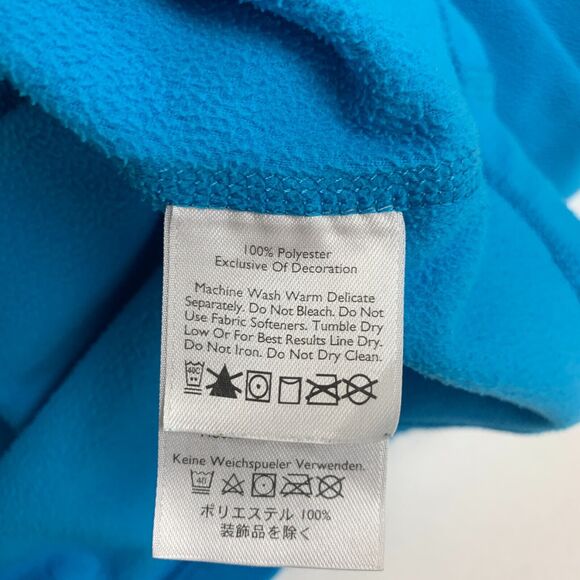 100% Polyester
Exclusive Of Decoration
Machine Wash Warm Delicate
Separately. Do Not Bleach. Do Not
Use Fabric Softeners. Tumble Dry
Low Or For Best Results Line Dry.
Do Not Iron. Do Not Dry Clean.
40C
Keine Weichspueler Verwenden.
40
ポリエステル 100%
装飾品を除く